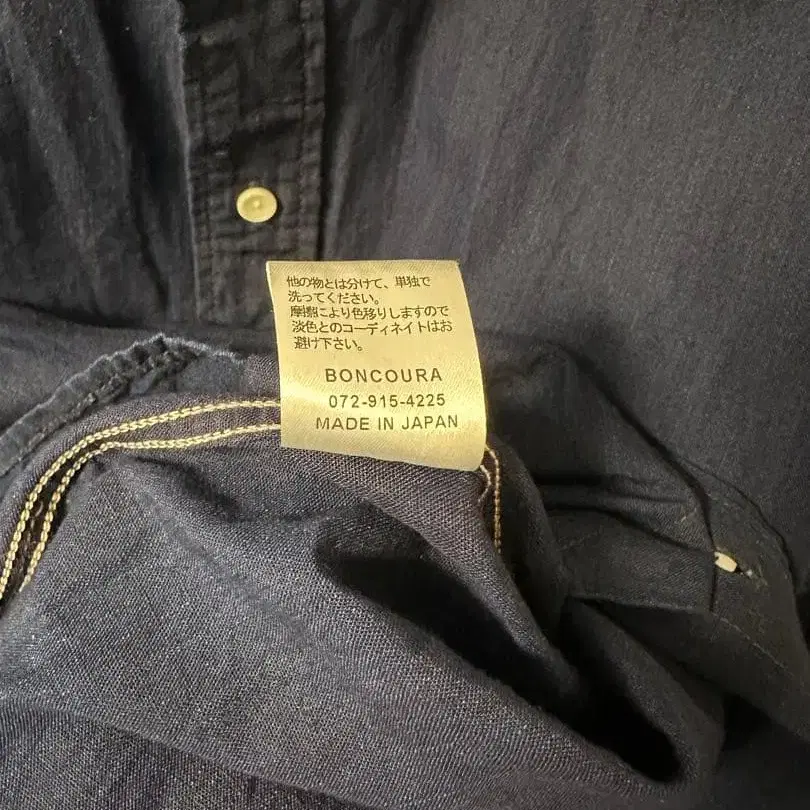 他の物とは分けて、単独で
洗ってください。
摩擦により色移りしますので
淡色とのコーディネイトはお
避け下さい。
BONCOURA
072-915-4225
MADE IN JAPAN